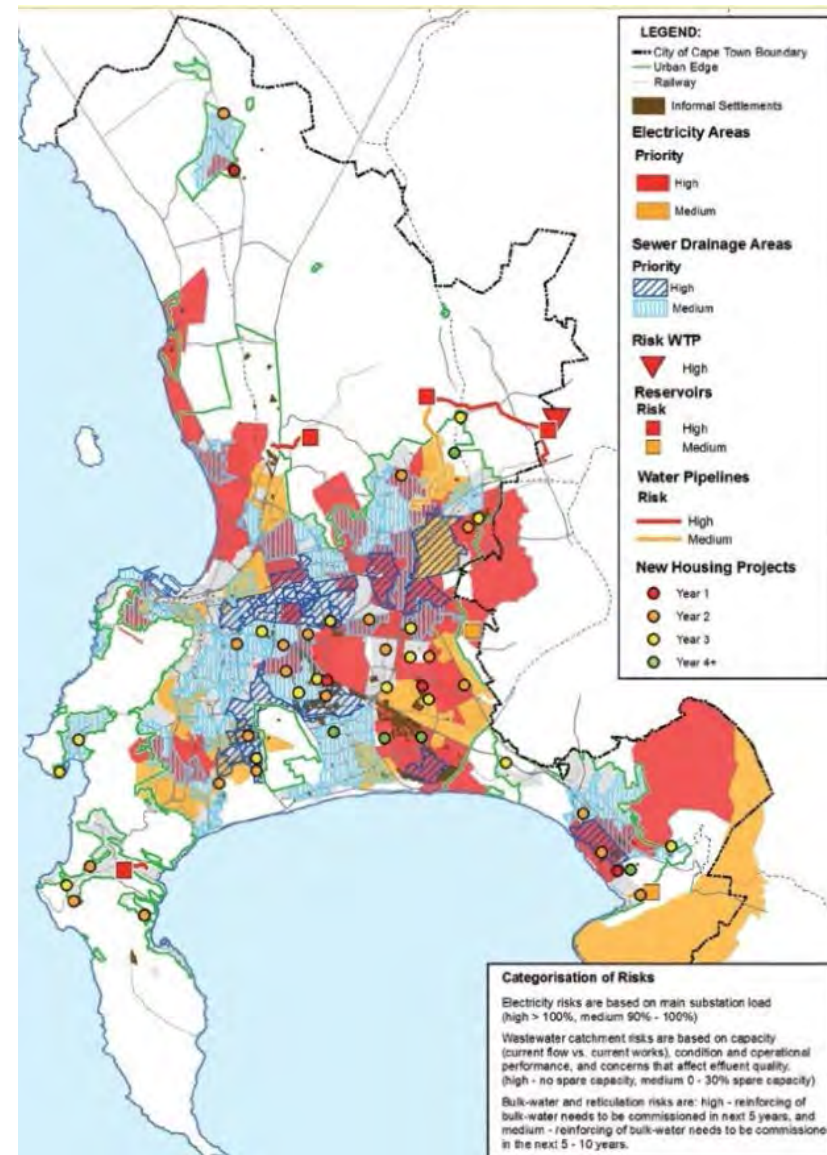 LEGEND:
City of Cape Town Boundary
Urban Edge
Railway
Informal Settlements
Electricity Areas
Priority
High
Medium
Sewer Drainage Areas
Priority
High
Medium
Risk WTP
High
Reservoirs
Risk
High
Medium
Water Pipelines
Risk
High
Medium
New Housing Projects
Year 1
Year 2
Year 3
Year 4+
Categorisation of Risks
Electricity risks are based on main substation load
(high > 100%, medium 90% - 100%)
Wastewater catchment risks are based on capacity
(current flow vs. current works), condition and operational
performance, and concerns that affect effluent quality.
(high - no spare capacity, medium 0 - 30% spare capacity)
Bulk-water and reticulation risks are: high - reinforcing of
bulk-water needs to be commissioned in next 5 years, and
medium - reinforcing of bulk-water needs to be commissione
in the next 5 - 10 years.